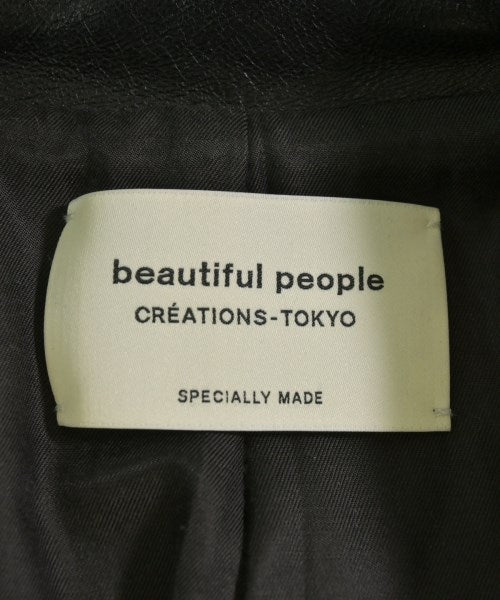 beautiful people
CRÉATIONS-TOKYO
SPECIALLY MADE